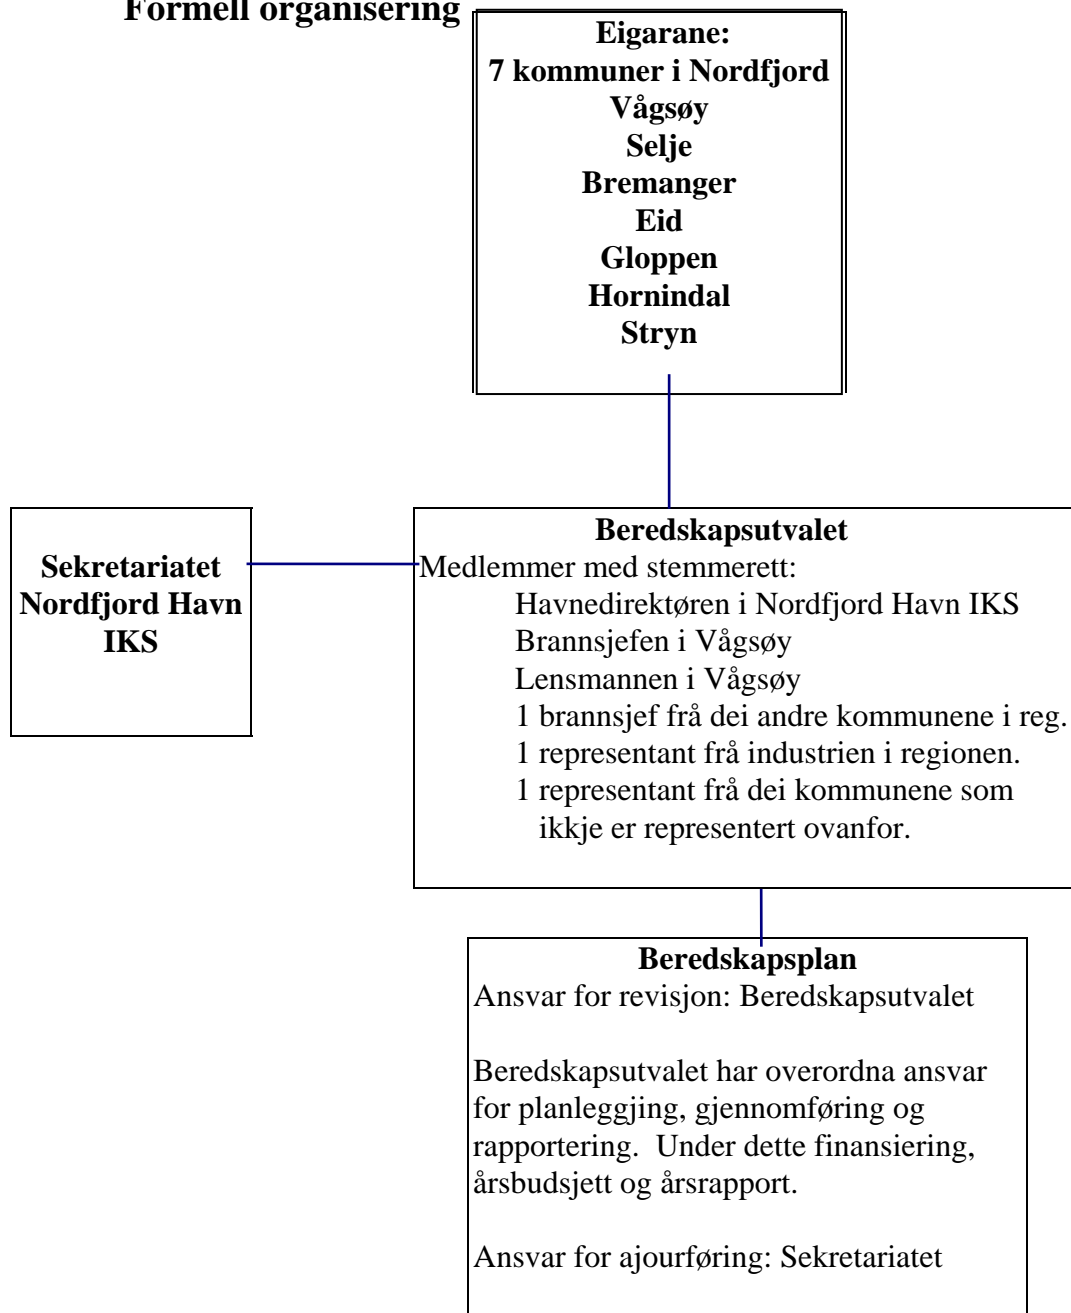 Formell organisering
Eigarane:
7 kommuner i Nordfjord
Vågsøy
Selje
Bremanger
Eid
Gloppen
Hornindal
Stryn
Sekretariatet
Nordfjord Havn
IKS
Beredskapsutvalet
Medlemmer med stemmerett:
Havnedirektøren i Nordfjord Havn IKS
Brannsjefen i Vågsøy
Lensmannen i Vågsøy
1 brannsjef frå dei andre kommunene i reg.
1 representant frå industrien i regionen.
1 representant frå dei kommunene som
ikkje er representert ovanfor.
Beredskapsplan
Ansvar for revisjon: Beredskapsutvalet
Beredskapsutvalet har overordna ansvar
for planleggjing, gjennomføring og
rapportering.  Under dette finansiering,
årsbudsjett og årsrapport.
Ansvar for ajourføring: Sekretariatet